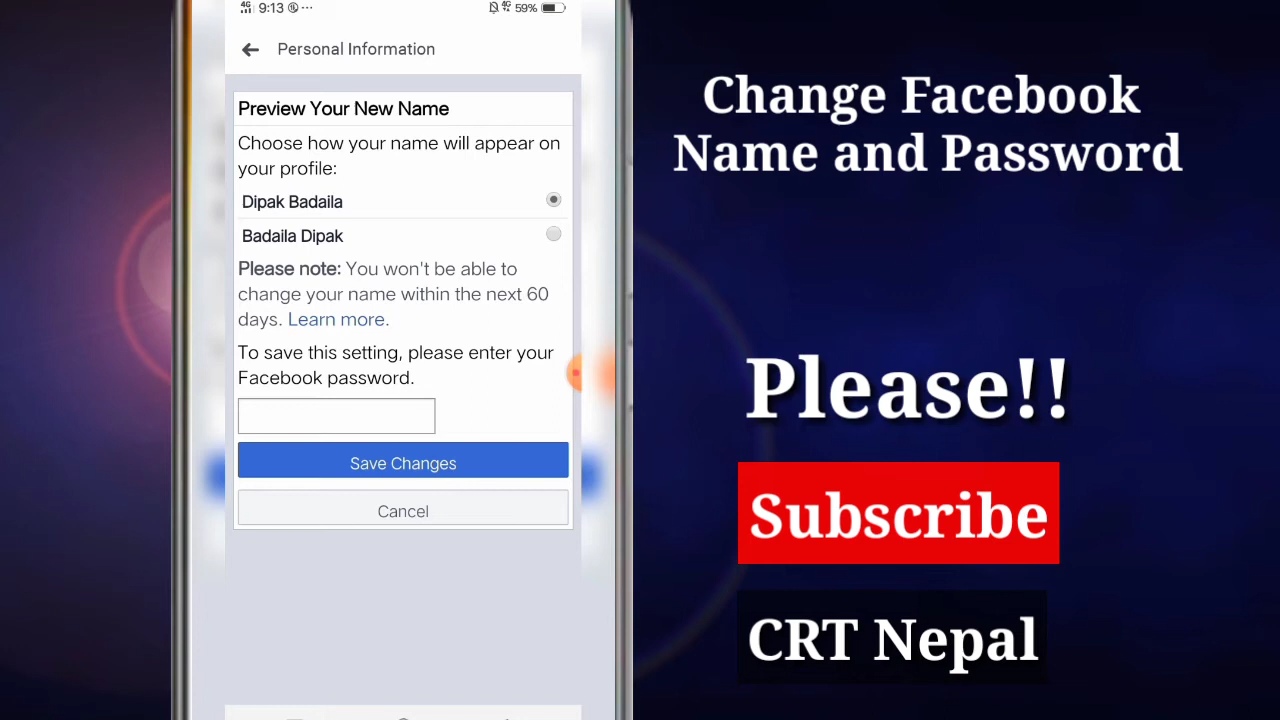 4G 9:13 ...
4G 59%
Personal Information
Preview Your New Name
Choose how your name will appear on
your profile:
Dipak Badaila
Badaila Dipak
Please note: You won't be able to
change your name within the next 60
days. Learn more.
To save this setting, please enter your
Facebook password.
Save Changes
Cancel
Change Facebook
Name and Password
Please!!
Subscribe
CRT Nepal